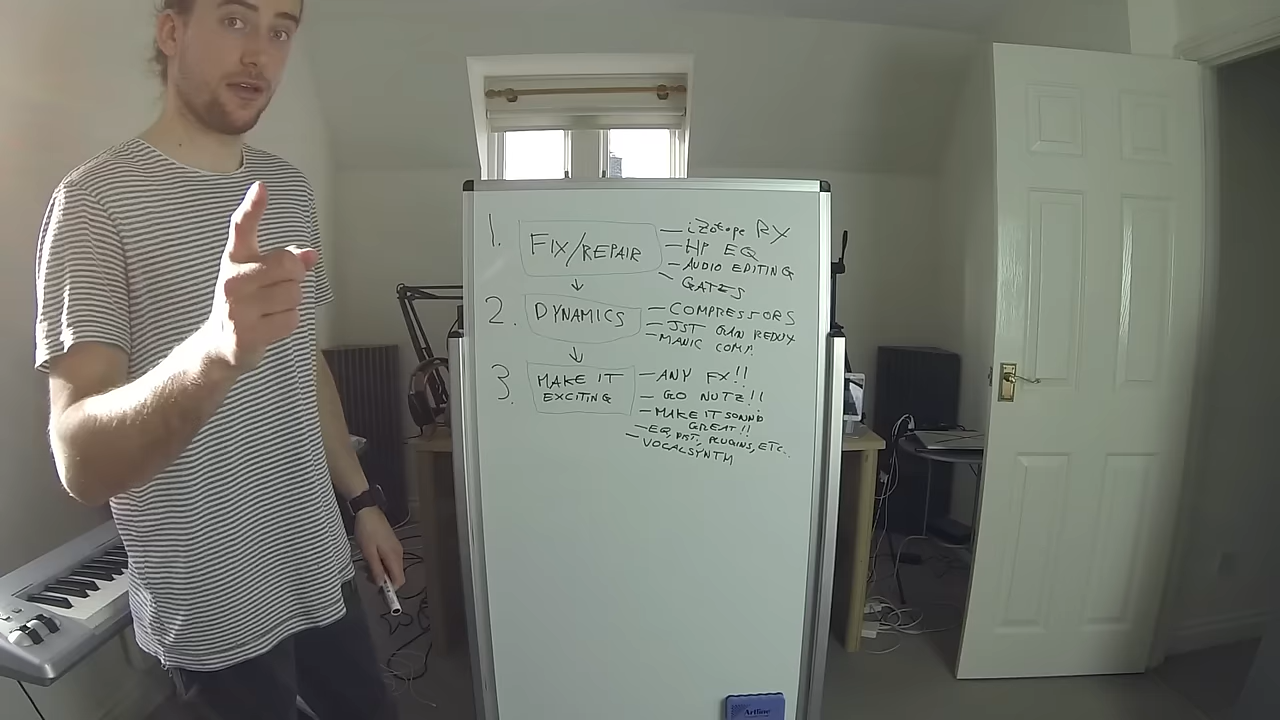 1. FIX/REPAIR
- iZotope RX
- HP EQ
- AUDIO EDITING
- GATES
2. DYNAMICS
- COMPRESSORS
- JST GAIN REDUX
- MANIC COMP.
3. MAKE IT
EXCITING
- ANY FX!!
- GO NUTZ!!
- MAKE IT SOUND
GREAT!!
- EQ, DIST, PLUGINS, ETC..
- VOCALSYNTH
Artline